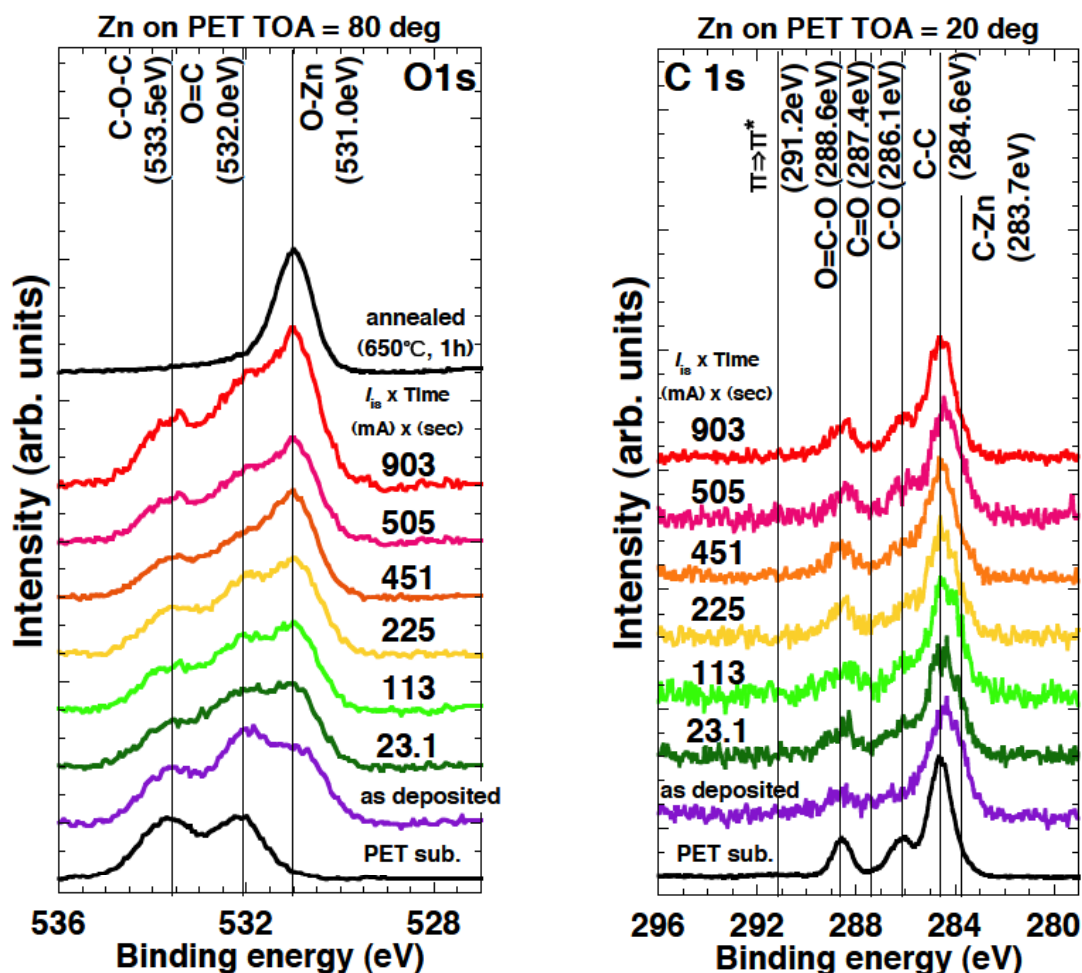 Zn on PET TOA = 80 deg
O1s
C-O-C
(533.5eV)
O=C
(532.0eV)
O-Zn
(531.0eV)
annealed
(650℃, 1h)
I_is x Time
(mA) x (sec)
903
505
451
225
113
23.1
as deposited
PET sub.
Intensity (arb. units)
536
532
528
Binding energy (eV)
Zn on PET TOA = 20 deg
C 1s
π⇒π*
(291.2eV)
O=C-O (288.6eV)
C=O (287.4eV)
C-O (286.1eV)
C-C
(284.6eV)
C-Zn
(283.7eV)
I_is x Time
(mA) x (sec)
903
505
451
225
113
23.1
as deposited
PET sub.
Intensity (arb. units)
296
292
288
284
280
Binding energy (eV)